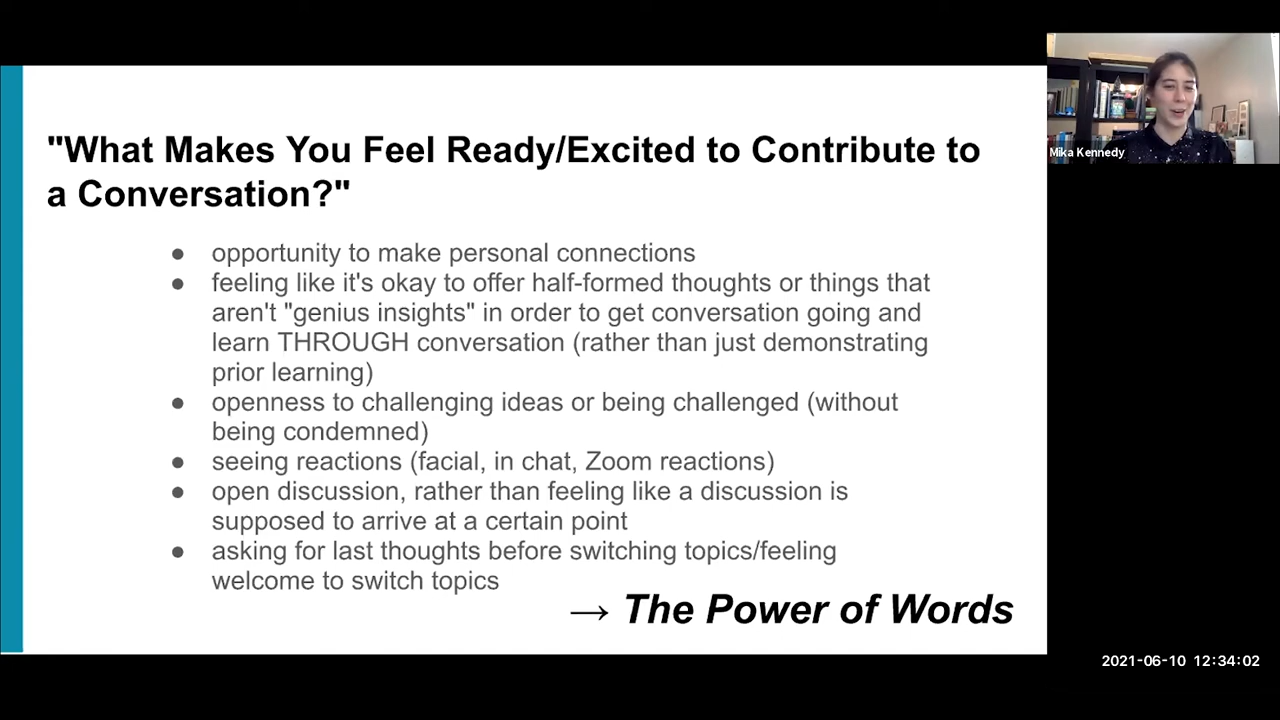 "What Makes You Feel Ready/Excited to Contribute to
a Conversation?"
● opportunity to make personal connections
● feeling like it's okay to offer half-formed thoughts or things that
aren't "genius insights" in order to get conversation going and
learn THROUGH conversation (rather than just demonstrating
prior learning)
● openness to challenging ideas or being challenged (without
being condemned)
● seeing reactions (facial, in chat, Zoom reactions)
● open discussion, rather than feeling like a discussion is
supposed to arrive at a certain point
● asking for last thoughts before switching topics/feeling
welcome to switch topics
→ The Power of Words
Mika Kennedy
2021-06-10 12:34:02